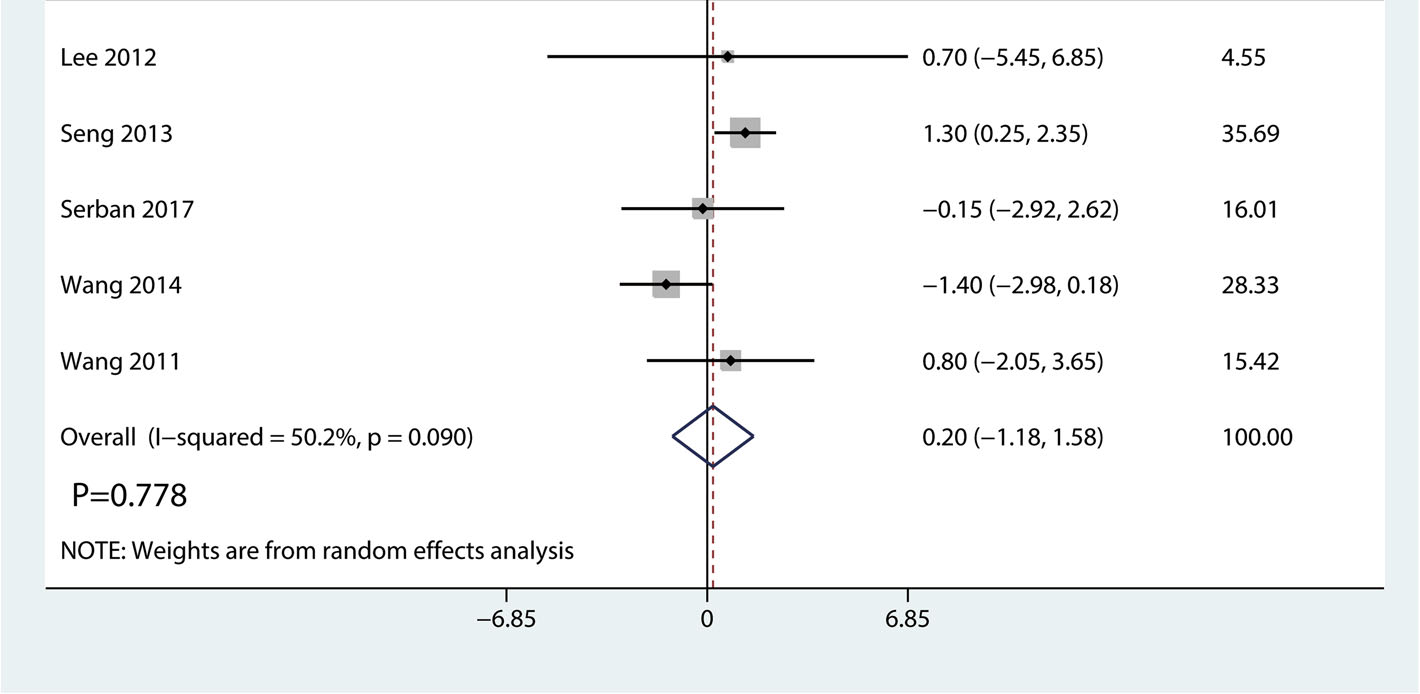 Lee 2012 0.70 (−5.45, 6.85) 4.55
Seng 2013 1.30 (0.25, 2.35) 35.69
Serban 2017 −0.15 (−2.92, 2.62) 16.01
Wang 2014 −1.40 (−2.98, 0.18) 28.33
Wang 2011 0.80 (−2.05, 3.65) 15.42
Overall (I−squared = 50.2%, p = 0.090) 0.20 (−1.18, 1.58) 100.00
P=0.778
NOTE: Weights are from random effects analysis
−6.85 0 6.85